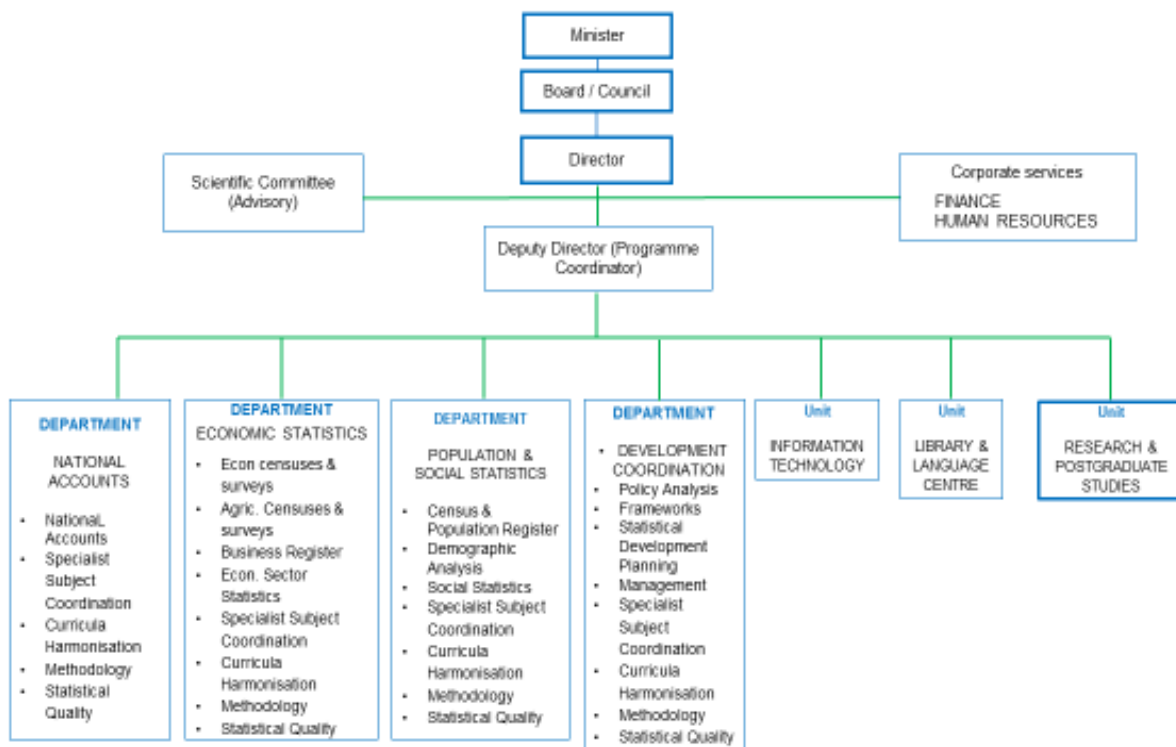 Minister
Board / Council
Director
Scientific Committee
(Advisory)
Corporate services
FINANCE
HUMAN RESOURCES
Deputy Director (Programme
Coordinator)
DEPARTMENT
NATIONAL
ACCOUNTS
• National,
Accounts
• Specialist
Subject
Coordination
• Curricula
Harmonisation
• Methodology
• Statistical
Quality
DEPARTMENT
ECONOMIC STATISTICS
• Econ censuses &
surveys
• Agric. Censuses &
surveys
• Business Register
• Econ. Sector
Statistics
• Specialist Subject
Coordination
• Curricula
Harmonisation
• Methodology
• Statistical Quality
DEPARTMENT
POPULATION &
SOCIAL STATISTICS
• Census &
Population Register
• Demographic
Analysis
• Social Statistics
• Specialist Subject
Coordination
• Curricula
Harmonisation
• Methodology
• Statistical Quality
DEPARTMENT
• DEVELOPMENT
COORDINATION
• Policy Analysis
• Frameworks
• Statistical
Development
Planning
• Management
• Specialist
Subject
Coordination
• Curricula
Harmonisation
• Methodology
• Statistical Quality
Unit
INFORMATION
TECHNOLOGY
Unit
LIBRARY &
LANGUAGE
CENTRE
Unit
RESEARCH &
POSTGRADUATE
STUDIES